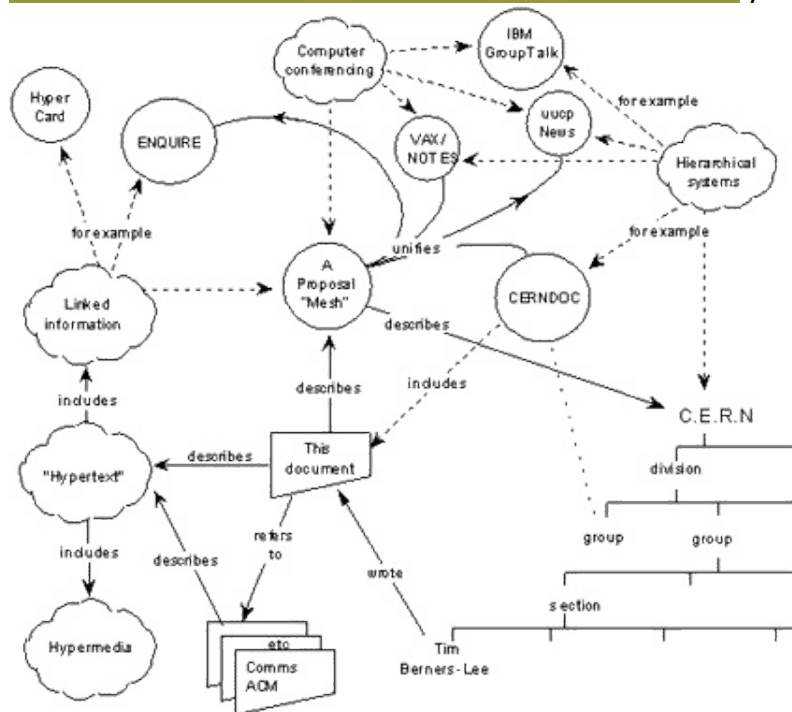 IBM
GroupTalk
Computer
conferencing
Hyper
Card
for example
uucp
News
ENQUIRE
VAX/
NOTES
Hierarchical
systems
for example
unifies
for example
A
Proposal
"Mesh"
Linked
information
CERNDOC
describes
describes
includes
includes
C.E.R.N
This
document
describes
"Hypertext"
division
refers
to
group
group
includes
describes
wrote
section
Hypermedia
etc
Comms
ACM
Tim
Berners-Lee